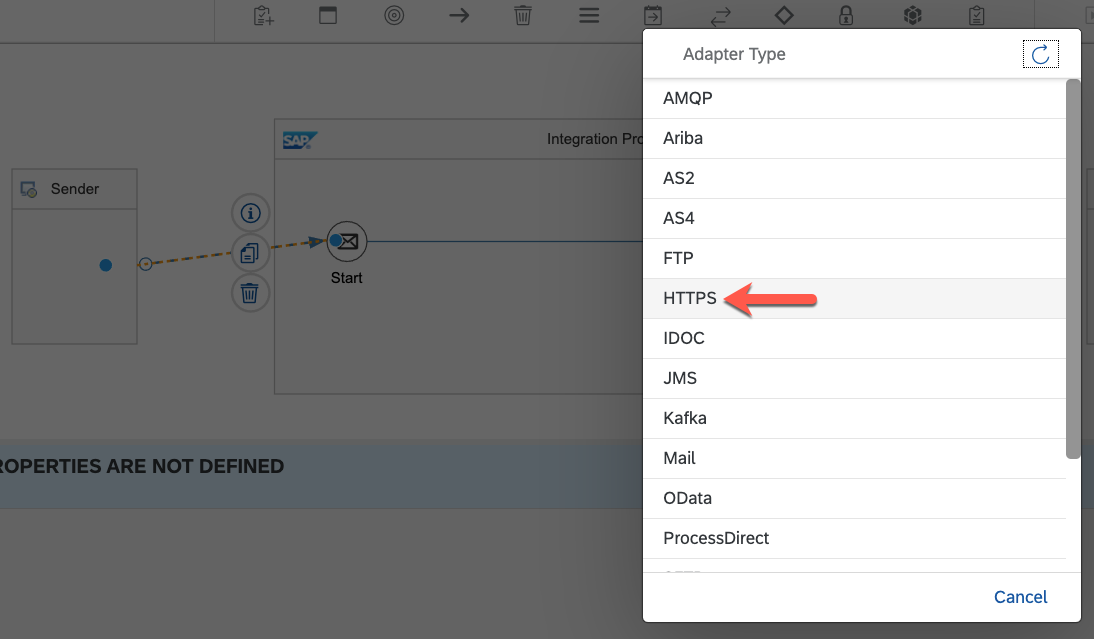 Adapter Type
SAP
Integration Pro
Sender
Start
ROPERTIES ARE NOT DEFINED
AMQP
Ariba
AS2
AS4
FTP
HTTPS
IDOC
JMS
Kafka
Mail
OData
ProcessDirect
Cancel